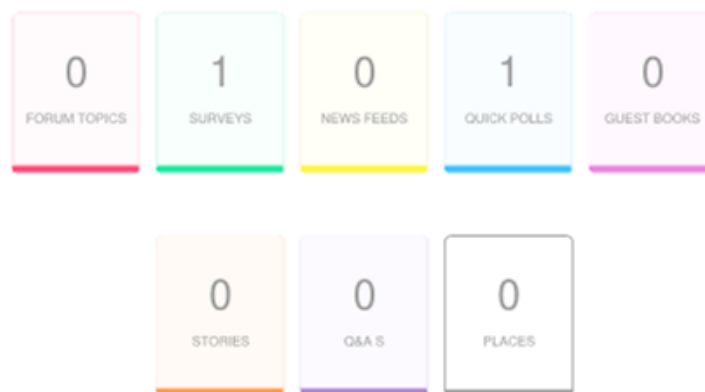 0 1 0 1 0
FORUM TOPICS SURVEYS NEWS FEEDS QUICK POLLS GUEST BOOKS
0 0 0
STORIES Q&A S PLACES